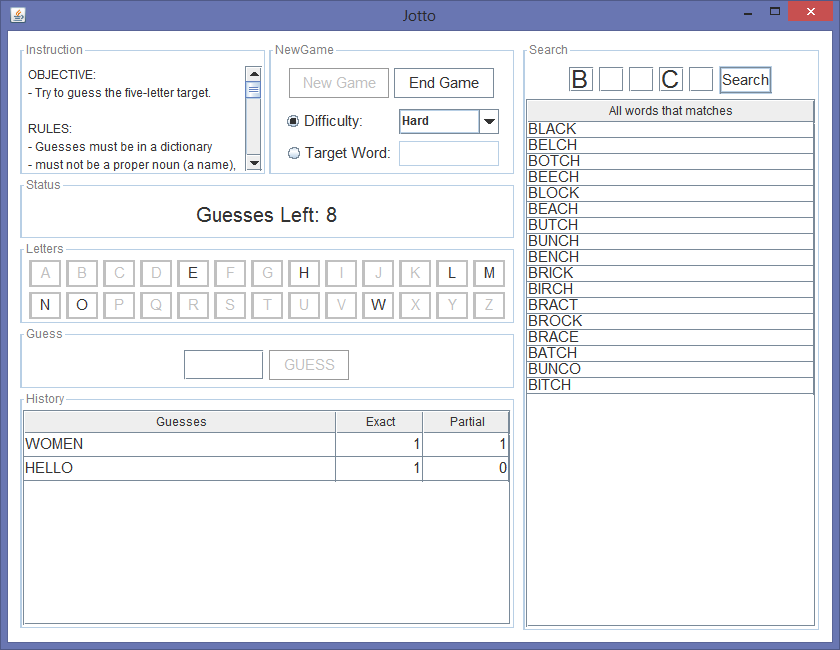 Jotto
Instruction
OBJECTIVE:
- Try to guess the five-letter target.
RULES:
- Guesses must be in a dictionary
- must not be a proper noun (a name),
NewGame
New Game End Game
Difficulty: Hard
Target Word:
Status
Guesses Left: 8
Letters
A B C D E F G H I J K L M
N O P Q R S T U V W X Y Z
Guess
GUESS
History
Guesses Exact Partial
WOMEN 1 1
HELLO 1 0
Search
B C Search
All words that matches
BLACK
BELCH
BOTCH
BEECH
BLOCK
BEACH
BUTCH
BUNCH
BENCH
BRICK
BIRCH
BRACT
BROCK
BRACE
BATCH
BUNCO
BITCH